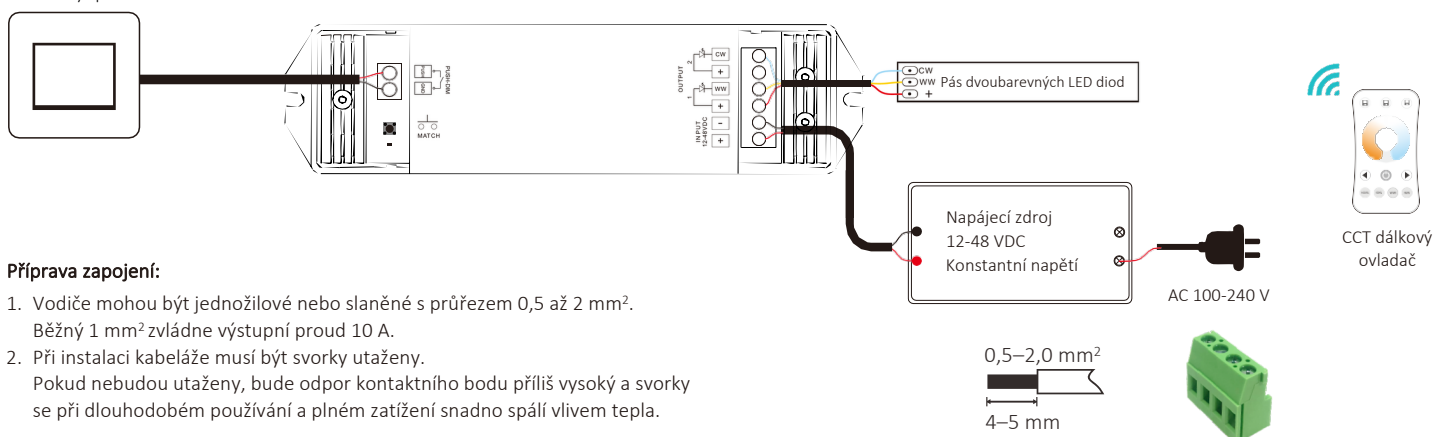 PUSH-DIM
GND
MATCH
OUTPUT
2
CW
+
1
WW
+
INPUT
12-48VDC
-
+
CW
WW
+
Pás dvoubarevných LED diod
Napájecí zdroj
12-48 VDC
Konstantní napětí
AC 100-240 V
CCT dálkový
ovladač
Příprava zapojení:
1. Vodiče mohou být jednožilové nebo slaněné s průřezem 0,5 až 2 mm².
Běžný 1 mm² zvládne výstupní proud 10 A.
2. Při instalaci kabeláže musí být svorky utaženy.
Pokud nebudou utaženy, bude odpor kontaktního bodu příliš vysoký a svorky
se při dlouhodobém používání a plném zatížení snadno spálí vlivem tepla.
0,5–2,0 mm²
4–5 mm